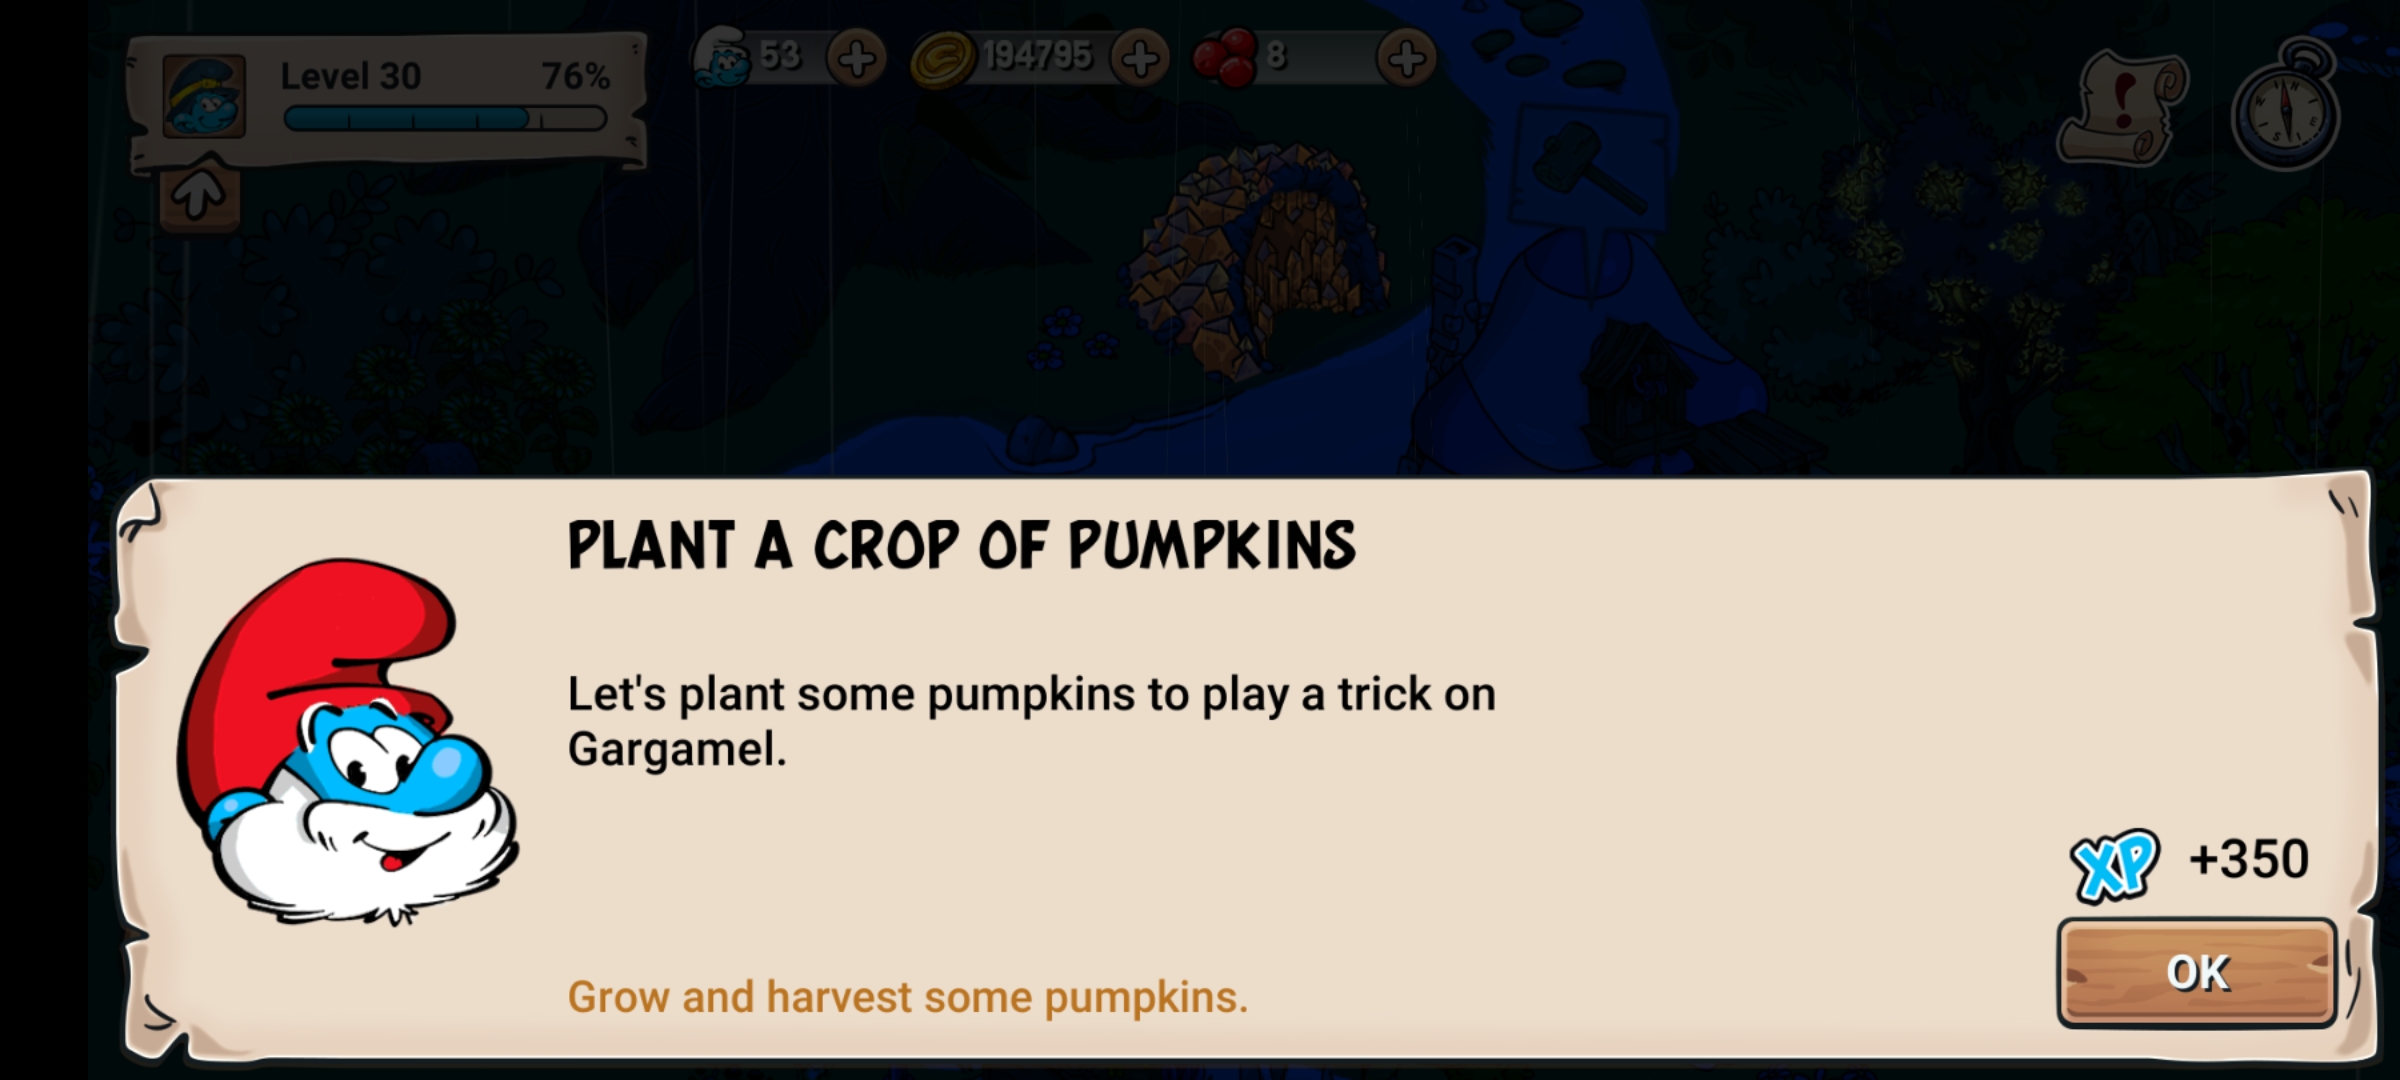 Level 30 76%
53
194795
8
PLANT A CROP OF PUMPKINS
Let's plant some pumpkins to play a trick on
Gargamel.
XP +350
OK
Grow and harvest some pumpkins.